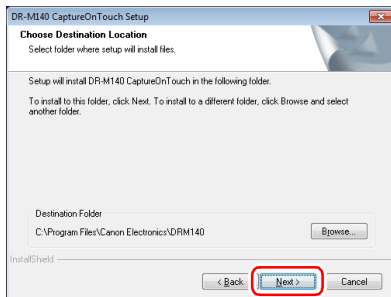 DR-M140 CaptureOnTouch Setup
Choose Destination Location
Select folder where setup will install files.
Setup will install DR-M140 CaptureOnTouch in the following folder.
To install to this folder, click Next. To install to a different folder, click Browse and select
another folder.
Destination Folder
C:\Program Files\Canon Electronics\DRM140
Browse...
InstallShield
< Back
Next >
Cancel